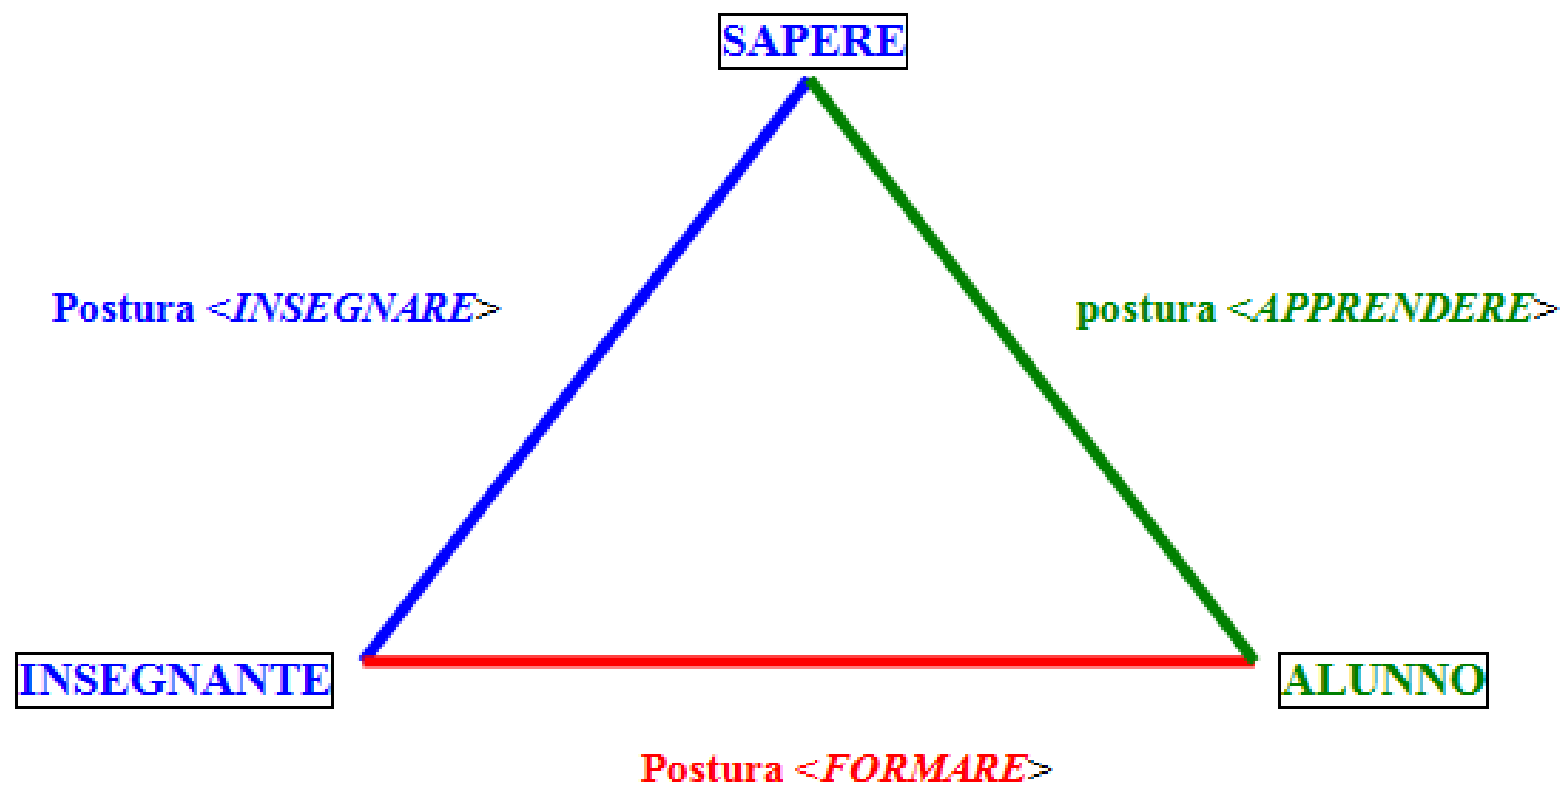 SAPERE
Postura <INSEGNARE>
postura <APPRENDERE>
INSEGNANTE
ALUNNO
Postura <FORMARE>